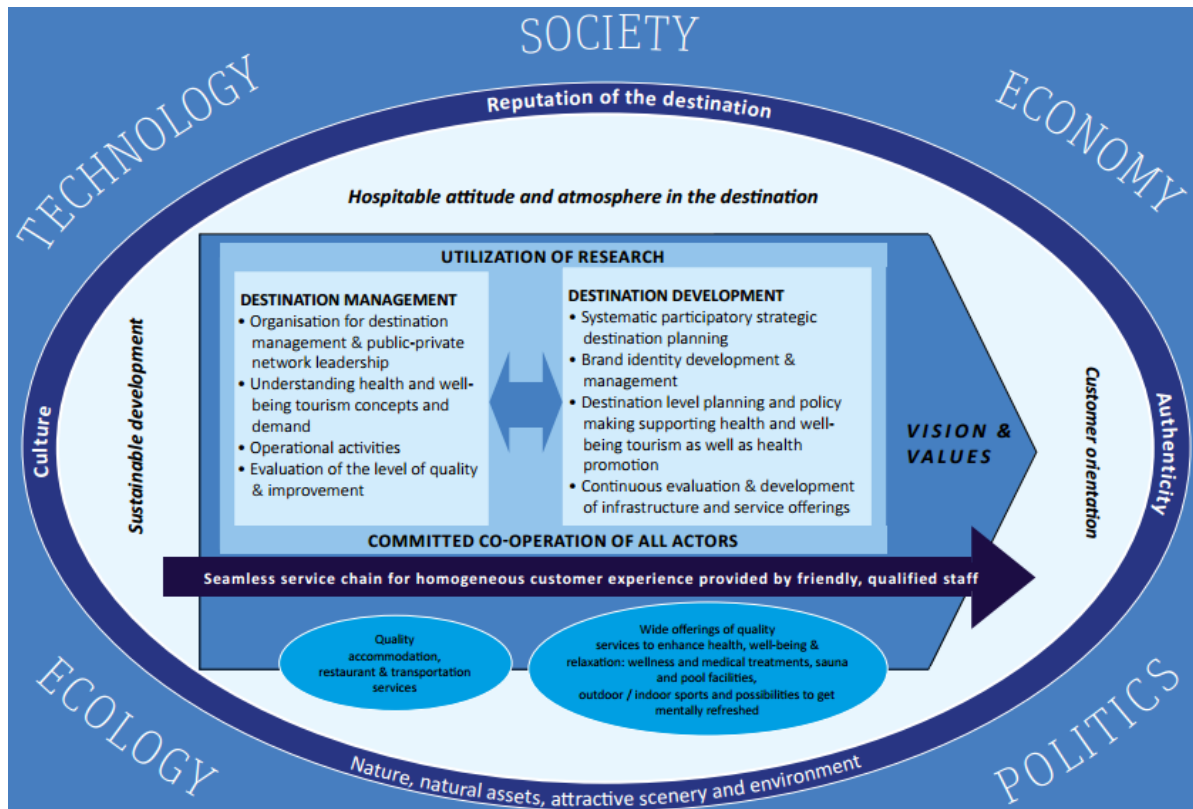 SOCIETY
TECHNOLOGY
ECONOMY
Reputation of the destination
Hospitable attitude and atmosphere in the destination
UTILIZATION OF RESEARCH
DESTINATION MANAGEMENT
• Organisation for destination
management & public-private
network leadership
• Understanding health and well-
being tourism concepts and
demand
• Operational activities
• Evaluation of the level of quality
& improvement
DESTINATION DEVELOPMENT
• Systematic participatory strategic
destination planning
• Brand identity development &
management
• Destination level planning and policy
making supporting health and well-
being tourism as well as health
promotion
• Continuous evaluation & development
of infrastructure and service offerings
Culture
Sustainable development
VISION &
VALUES
Customer orientation
Authenticity
COMMITTED CO-OPERATION OF ALL ACTORS
Seamless service chain for homogeneous customer experience provided by friendly, qualified staff
Quality
accommodation,
restaurant & transportation
services
Wide offerings of quality
services to enhance health, well-being &
relaxation: wellness and medical treatments, sauna
and pool facilities,
outdoor / indoor sports and possibilities to get
mentally refreshed
ECOLOGY
Nature, natural assets, attractive scenery and environment
POLITICS